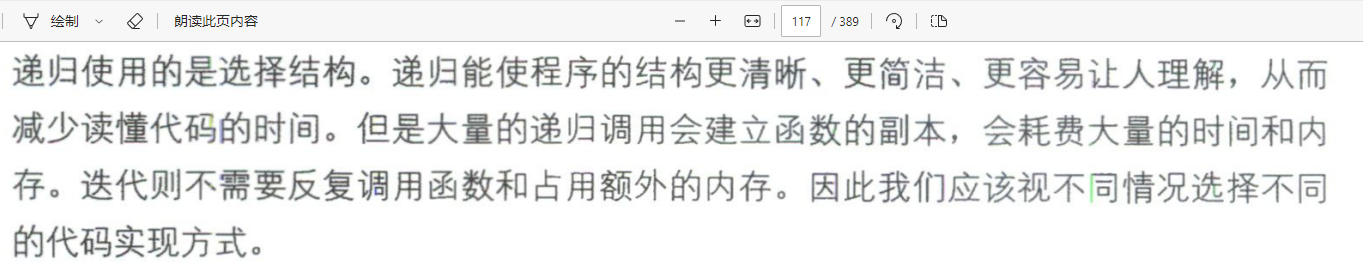 绘制 朗读此页内容 117 / 389
递归使用的是选择结构。递归能使程序的结构更清晰、更简洁、更容易让人理解，从而
减少读懂代码的时间。但是大量的递归调用会建立函数的副本，会耗费大量的时间和内
存。迭代则不需要反复调用函数和占用额外的内存。因此我们应该视不同情况选择不同
的代码实现方式。